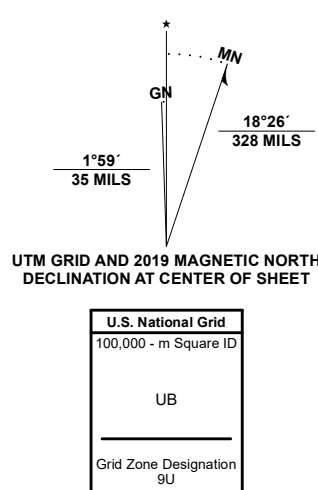 ★
MN
GN
18°26´
328 MILS
1°59´
35 MILS
UTM GRID AND 2019 MAGNETIC NORTH
DECLINATION AT CENTER OF SHEET
U.S. National Grid
100,000 - m Square ID
UB
Grid Zone Designation
9U